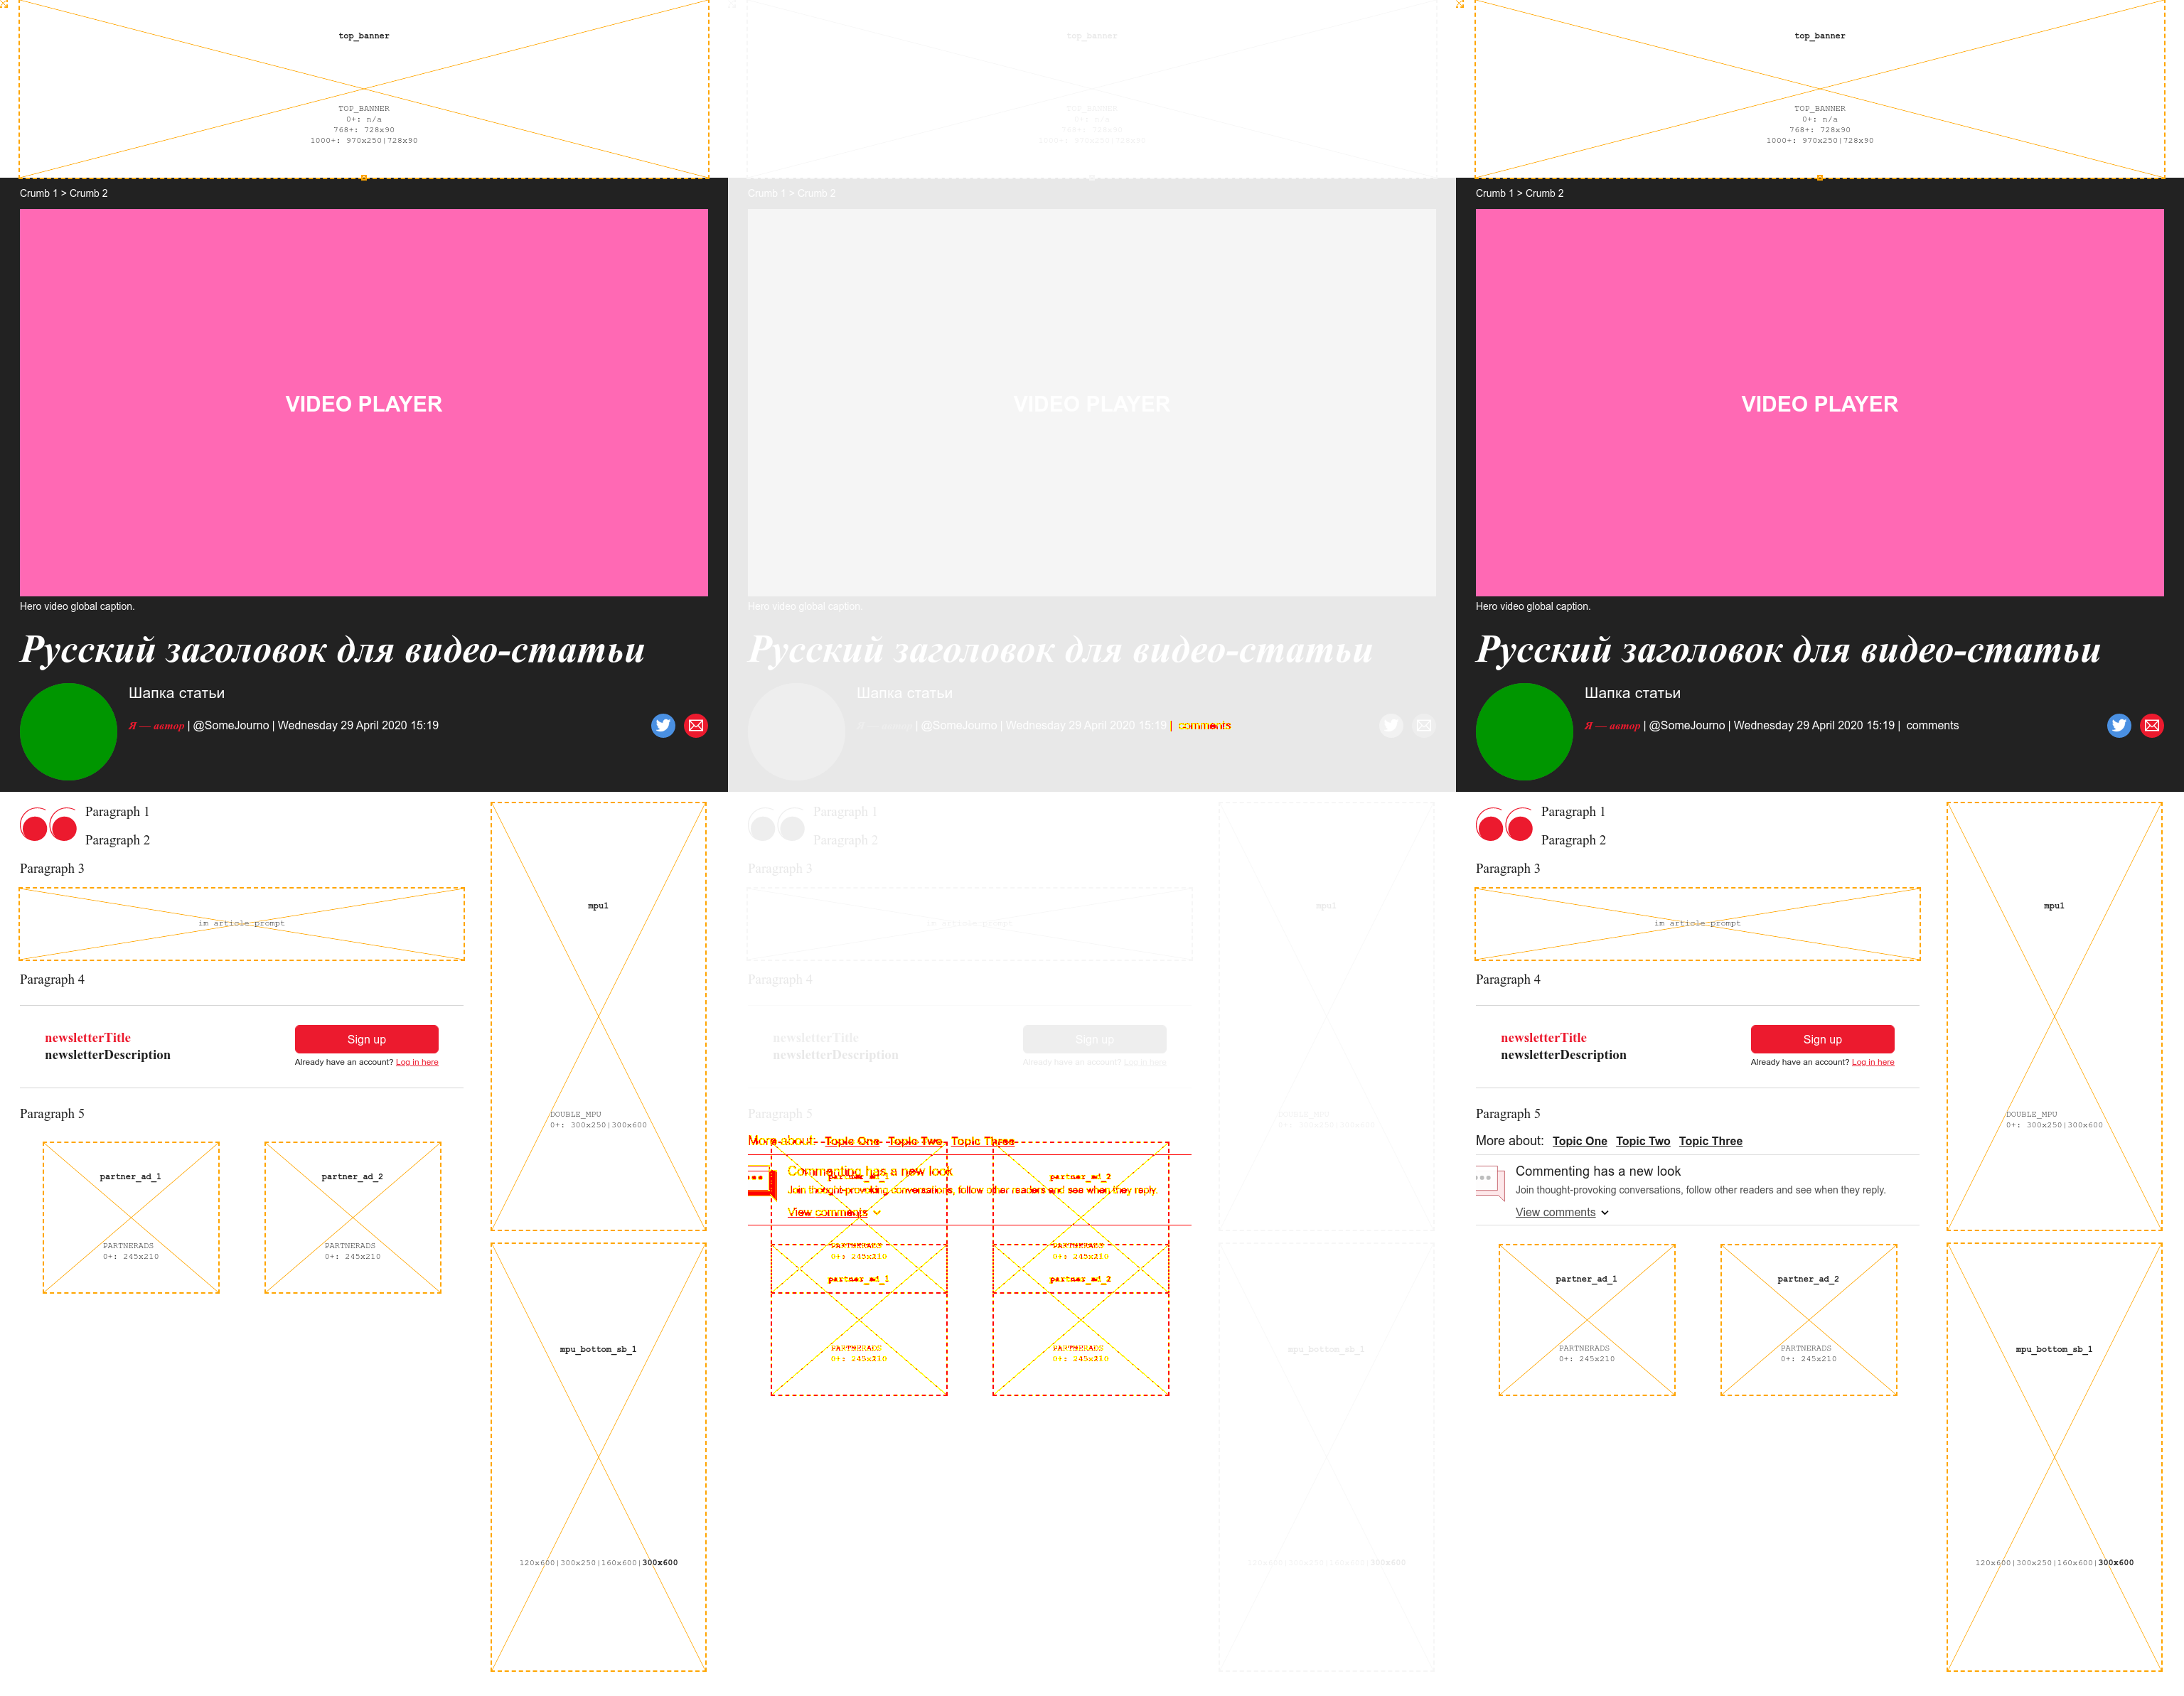 top_banner
TOP_BANNER
0+: n/a
768+: 728x90
1000+: 970x250|728x90
Crumb 1 > Crumb 2
VIDEO PLAYER
Hero video global caption.
Русский заголовок для видео-статьи
Шапка статьи
Я — автор | @SomeJourno | Wednesday 29 April 2020 15:19
Paragraph 1
Paragraph 2
Paragraph 3
im article prompt
Paragraph 4
newsletterTitle
newsletterDescription
Sign up
Already have an account? Log in here
Paragraph 5
partner_ad_1
PARTNERADS
0+: 245x210
partner_ad_2
PARTNERADS
0+: 245x210
mpu1
DOUBLE_MPU
0+: 300x250|300x600
mpu_bottom_sb_1
120x600|300x250|160x600|300x600
top_banner
TOP_BANNER
0+: n/a
768+: 728x90
1000+: 970x250|728x90
Crumb 1 > Crumb 2
VIDEO PLAYER
Hero video global caption.
Русский заголовок для видео-статьи
Шапка статьи
Я — автор | @SomeJourno | Wednesday 29 April 2020 15:19 | comments
Paragraph 1
Paragraph 2
Paragraph 3
im article prompt
Paragraph 4
newsletterTitle
newsletterDescription
Sign up
Already have an account? Log in here
Paragraph 5
More about: Topic One Topic Two Topic Three
Commenting has a new look
partner_ad_1
partner_ad_2
Join thought-provoking conversations, follow other readers and see when they reply.
View comments
PARTNERADS
0+: 245x210
PARTNERADS
0+: 245x210
partner_ad_1
partner_ad_2
PARTNERADS
0+: 245x210
PARTNERADS
0+: 245x210
mpu1
DOUBLE_MPU
0+: 300x250|300x600
mpu_bottom_sb_1
120x600|300x250|160x600|300x600
top_banner
TOP_BANNER
0+: n/a
768+: 728x90
1000+: 970x250|728x90
Crumb 1 > Crumb 2
VIDEO PLAYER
Hero video global caption.
Русский заголовок для видео-статьи
Шапка статьи
Я — автор | @SomeJourno | Wednesday 29 April 2020 15:19 | comments
Paragraph 1
Paragraph 2
Paragraph 3
im article prompt
Paragraph 4
newsletterTitle
newsletterDescription
Sign up
Already have an account? Log in here
Paragraph 5
More about: Topic One Topic Two Topic Three
Commenting has a new look
Join thought-provoking conversations, follow other readers and see when they reply.
View comments
partner_ad_1
PARTNERADS
0+: 245x210
partner_ad_2
PARTNERADS
0+: 245x210
mpu1
DOUBLE_MPU
0+: 300x250|300x600
mpu_bottom_sb_1
120x600|300x250|160x600|300x600